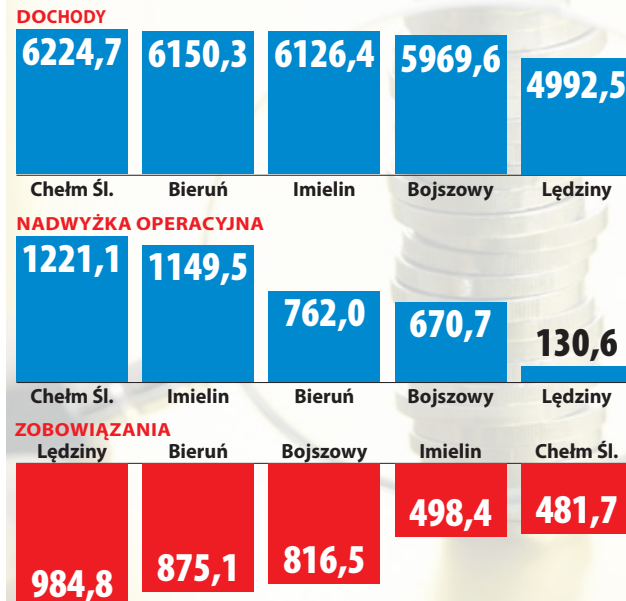 DOCHODY
6224,7 6150,3 6126,4 5969,6 4992,5
Chełm Śl. Bieruń Imielin Bojszowy Lędziny
NADWYŻKA OPERACYJNA
1221,1 1149,5 762,0 670,7 130,6
Chełm Śl. Imielin Bieruń Bojszowy Lędziny
ZOBOWIĄZANIA
Lędziny Bieruń Bojszowy Imielin Chełm Śl.
984,8 875,1 816,5 498,4 481,7